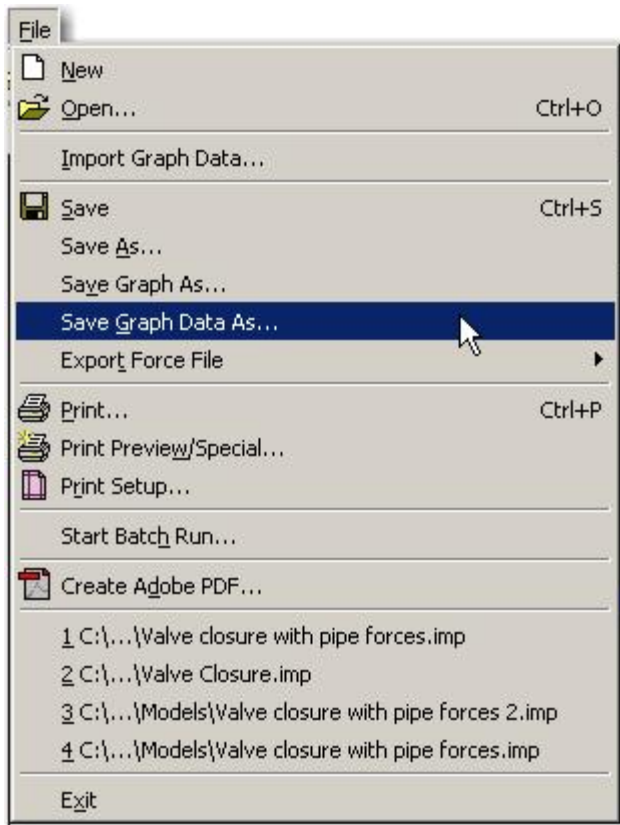 File
New
Open... Ctrl+O
Import Graph Data...
Save Ctrl+S
Save As...
Save Graph As...
Save Graph Data As...
Export Force File
Print... Ctrl+P
Print Preview/Special...
Print Setup...
Start Batch Run...
Create Adobe PDF...
1 C:\...\Valve closure with pipe forces.imp
2 C:\...\Valve Closure.imp
3 C:\...\Models\Valve closure with pipe forces 2.imp
4 C:\...\Models\Valve closure with pipe forces.imp
Exit